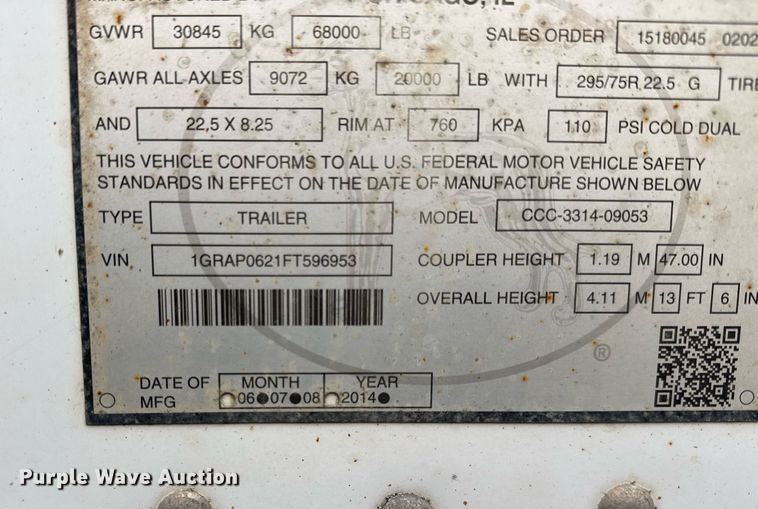 GVWR 30845 KG 68000 LB SALES ORDER 15180045 0202
GAWR ALL AXLES 9072 KG 20000 LB WITH 295/75R 22.5 G TIRE
AND 22.5 X 8.25 RIM AT 760 KPA 110 PSI COLD DUAL
THIS VEHICLE CONFORMS TO ALL U.S. FEDERAL MOTOR VEHICLE SAFETY
STANDARDS IN EFFECT ON THE DATE OF MANUFACTURE SHOWN BELOW
TYPE TRAILER MODEL CCC-3314-09053
VIN 1GRAP0621FT596953 COUPLER HEIGHT 1.19 M 47.00 IN
OVERALL HEIGHT 4.11 M 13 FT 6 IN
®
DATE OF MFG MONTH YEAR
06 07 08 2014
Purple Wave Auction